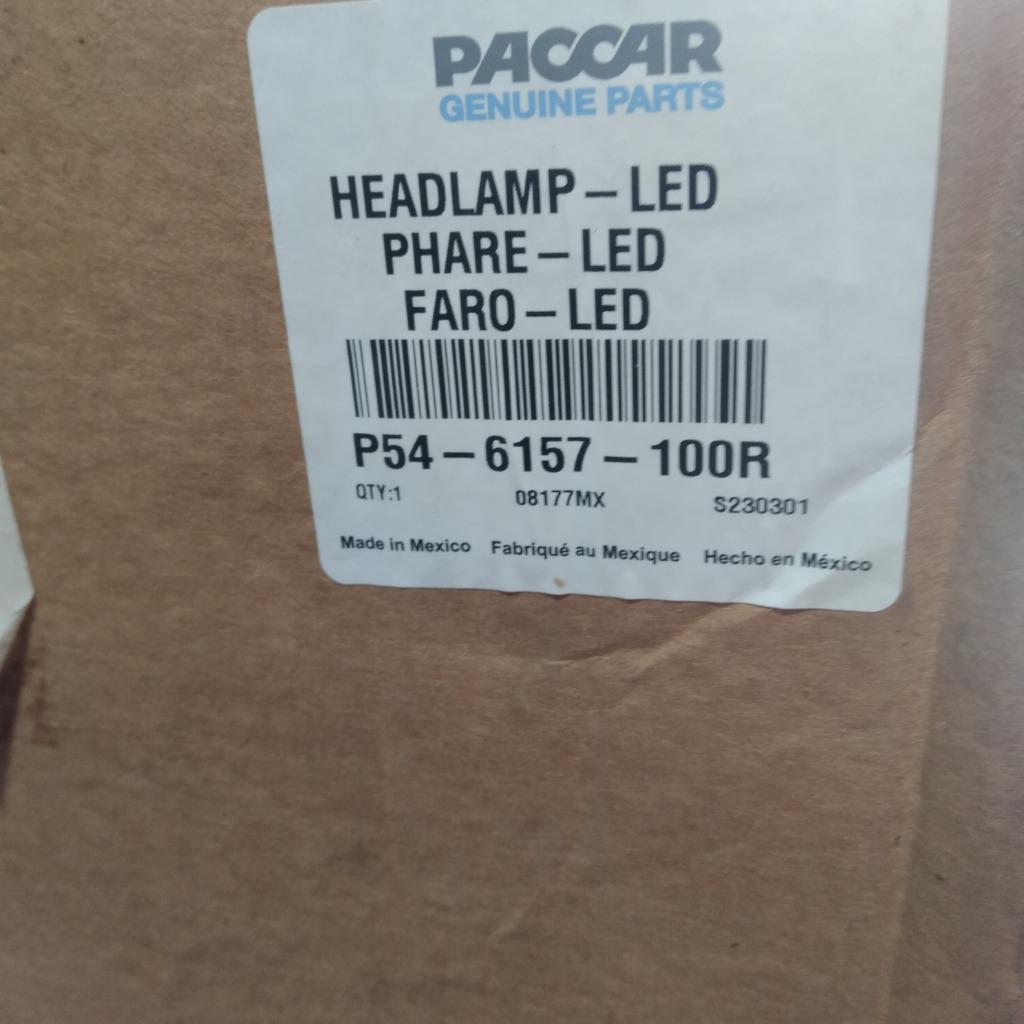 PACCAR
GENUINE PARTS
HEADLAMP – LED
PHARE – LED
FARO – LED
P54 – 6157 – 100R
QTY:1 08177MX S230301
Made in Mexico Fabriqué au Mexique Hecho en México